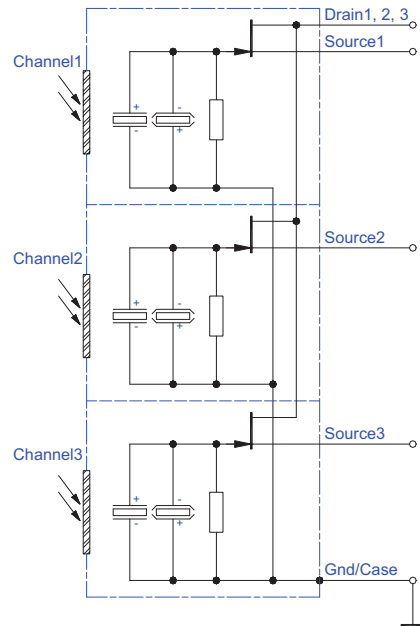 Drain1, 2, 3
Source1
Channel1
+ -
- +
Source2
Channel2
+ -
- +
Source3
Channel3
+ -
- +
Gnd/Case